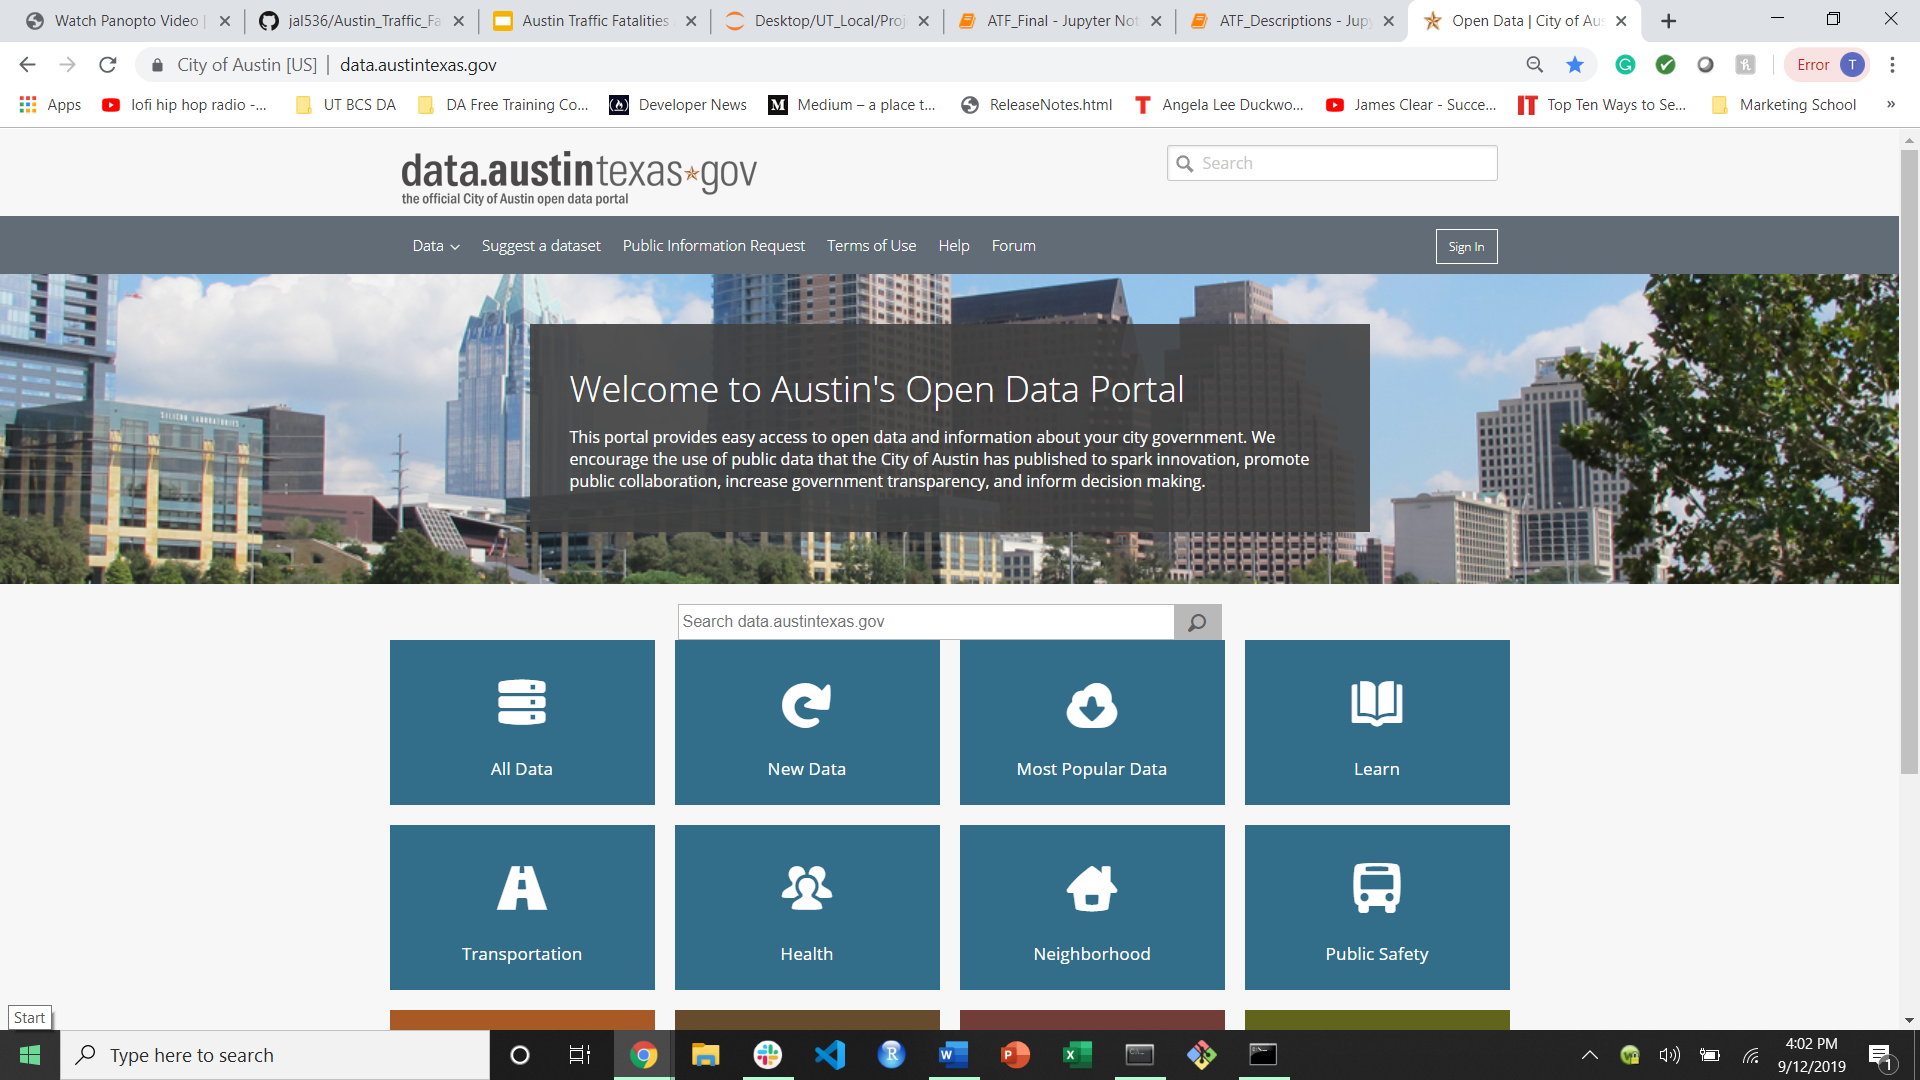 Watch Panopto Video |
jal536/Austin_Traffic_Fa
Austin Traffic Fatalities
Desktop/UT_Local/Proj
ATF_Final - Jupyter Not
ATF_Descriptions - Jupy
Open Data | City of Aus
City of Austin [US] | data.austintexas.gov
Error T
Apps
lofi hip hop radio -...
UT BCS DA
DA Free Training Co...
Developer News
Medium – a place t...
ReleaseNotes.html
Angela Lee Duckwo...
James Clear - Succe...
Top Ten Ways to Se...
Marketing School
»
data.austintexas.gov
the official City of Austin open data portal
Search
Data
Suggest a dataset
Public Information Request
Terms of Use
Help
Forum
Sign In
SILICON LABORATORIES
Welcome to Austin's Open Data Portal
This portal provides easy access to open data and information about your city government. We
encourage the use of public data that the City of Austin has published to spark innovation, promote
public collaboration, increase government transparency, and inform decision making.
Search data.austintexas.gov
All Data
New Data
Most Popular Data
Learn
Transportation
Health
Neighborhood
Public Safety
Start
Type here to search
4:02 PM
9/12/2019
1